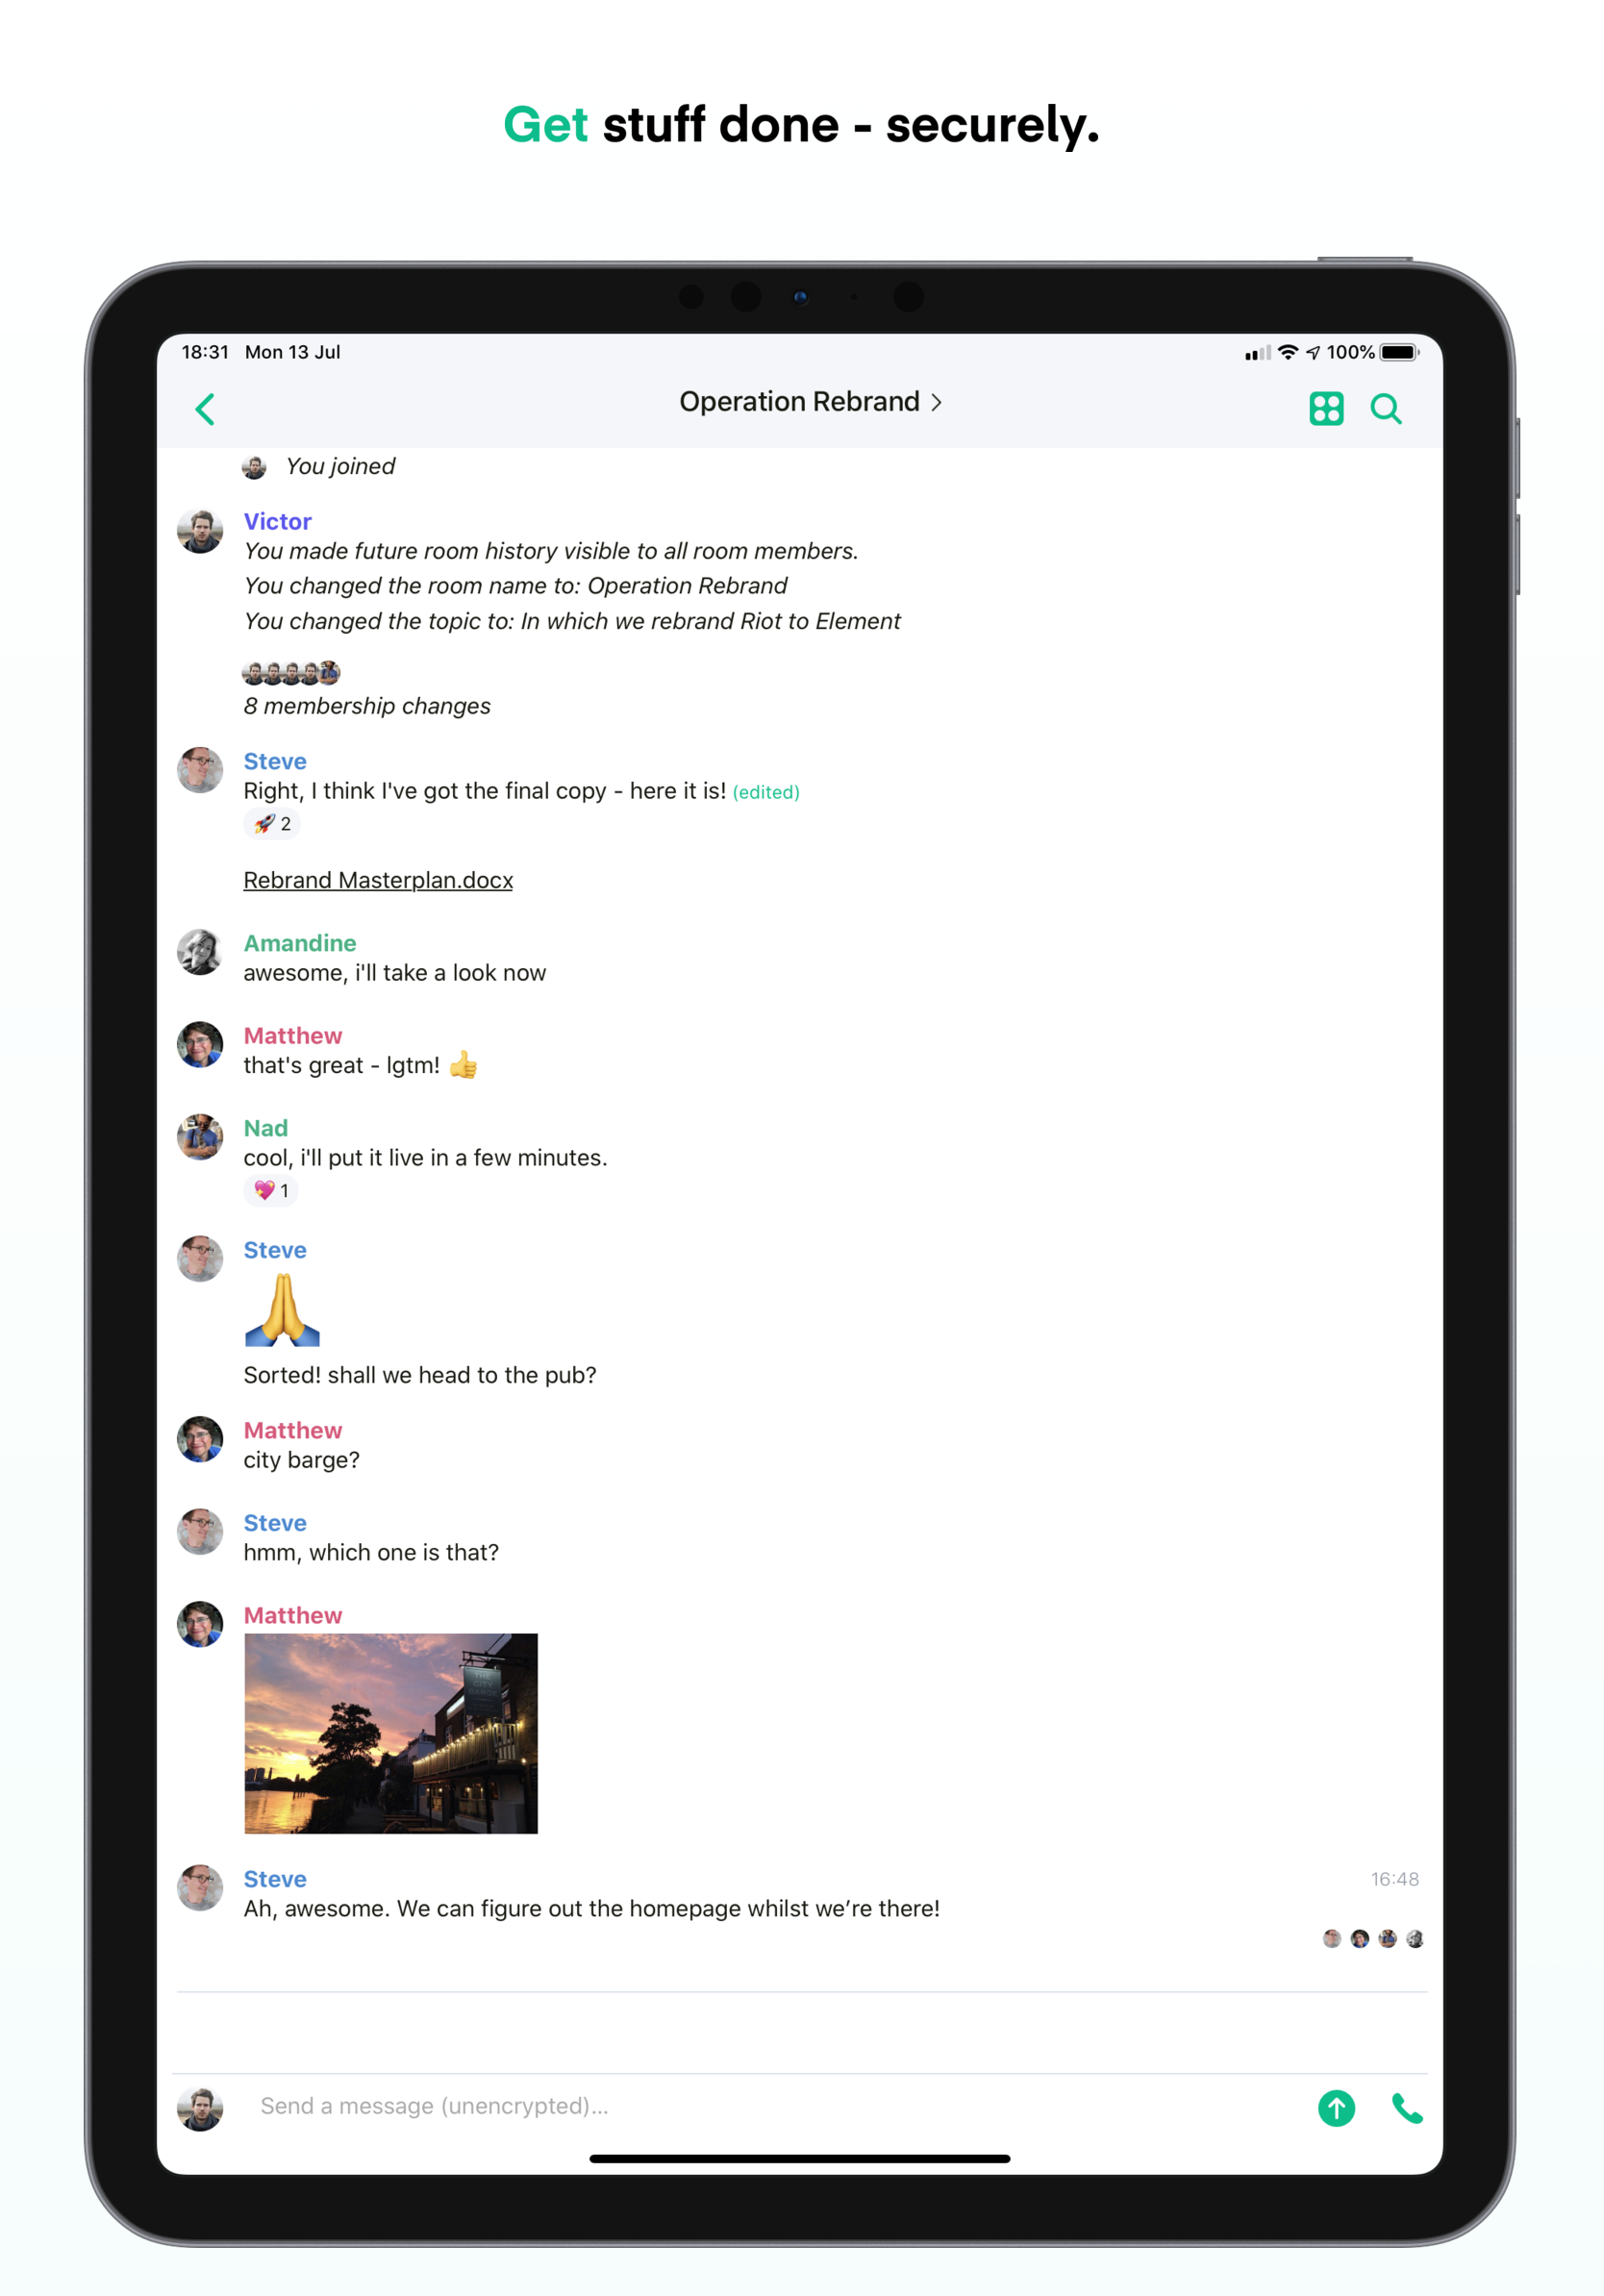 Get stuff done - securely.
18:31 Mon 13 Jul
100%
Operation Rebrand
You joined
Victor
You made future room history visible to all room members.
You changed the room name to: Operation Rebrand
You changed the topic to: In which we rebrand Riot to Element
8 membership changes
Steve
Right, I think I've got the final copy - here it is! (edited)
🚀 2
Rebrand Masterplan.docx
Amandine
awesome, i'll take a look now
Matthew
that's great - lgtm! 👍
Nad
cool, i'll put it live in a few minutes.
💖 1
Steve
🙏
Sorted! shall we head to the pub?
Matthew
city barge?
Steve
hmm, which one is that?
Matthew
THE
CITY
BARGE
Steve
16:48
Ah, awesome. We can figure out the homepage whilst we’re there!
Send a message (unencrypted)...